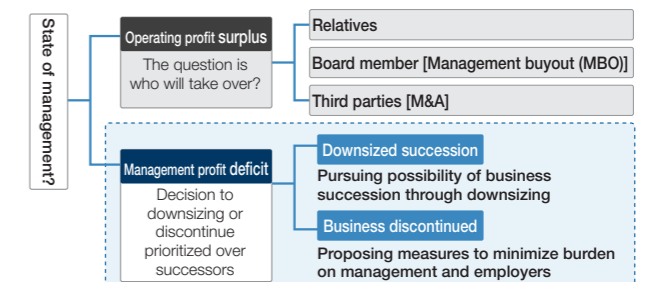 State of management?
Operating profit surplus
The question is
who will take over?
Relatives
Board member [Management buyout (MBO)]
Third parties [M&A]
Management profit deficit
Decision to
downsizing or
discontinue
prioritized over
successors
Downsized succession
Pursuing possibility of business
succession through downsizing
Business discontinued
Proposing measures to minimize burden
on management and employers